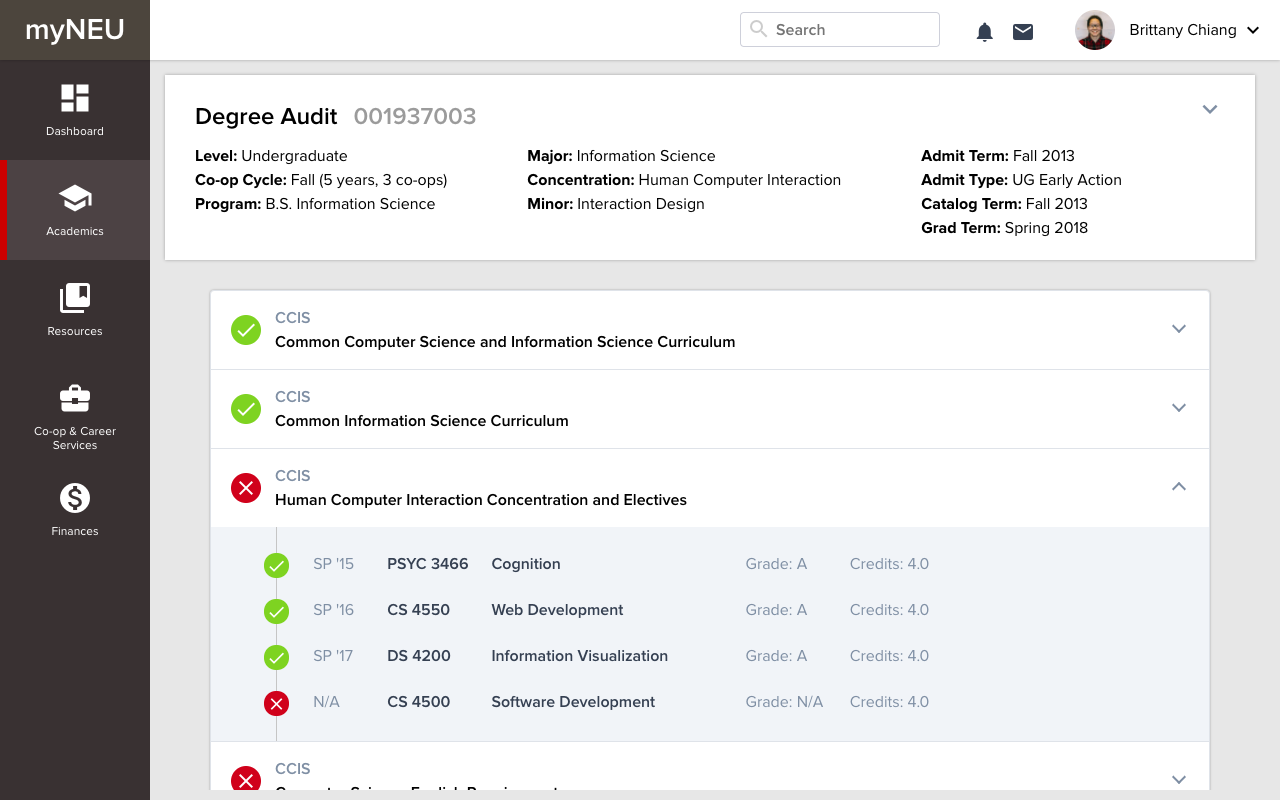 myNEU
Search
Brittany Chiang
Dashboard
Academics
Resources
Co-op & Career
Services
Finances
Degree Audit 001937003
Level: Undergraduate
Co-op Cycle: Fall (5 years, 3 co-ops)
Program: B.S. Information Science
Major: Information Science
Concentration: Human Computer Interaction
Minor: Interaction Design
Admit Term: Fall 2013
Admit Type: UG Early Action
Catalog Term: Fall 2013
Grad Term: Spring 2018
CCIS
Common Computer Science and Information Science Curriculum
CCIS
Common Information Science Curriculum
CCIS
Human Computer Interaction Concentration and Electives
SP '15 PSYC 3466 Cognition Grade: A Credits: 4.0
SP '16 CS 4550 Web Development Grade: A Credits: 4.0
SP '17 DS 4200 Information Visualization Grade: A Credits: 4.0
N/A CS 4500 Software Development Grade: N/A Credits: 4.0
CCIS
Computer Science English Requirement